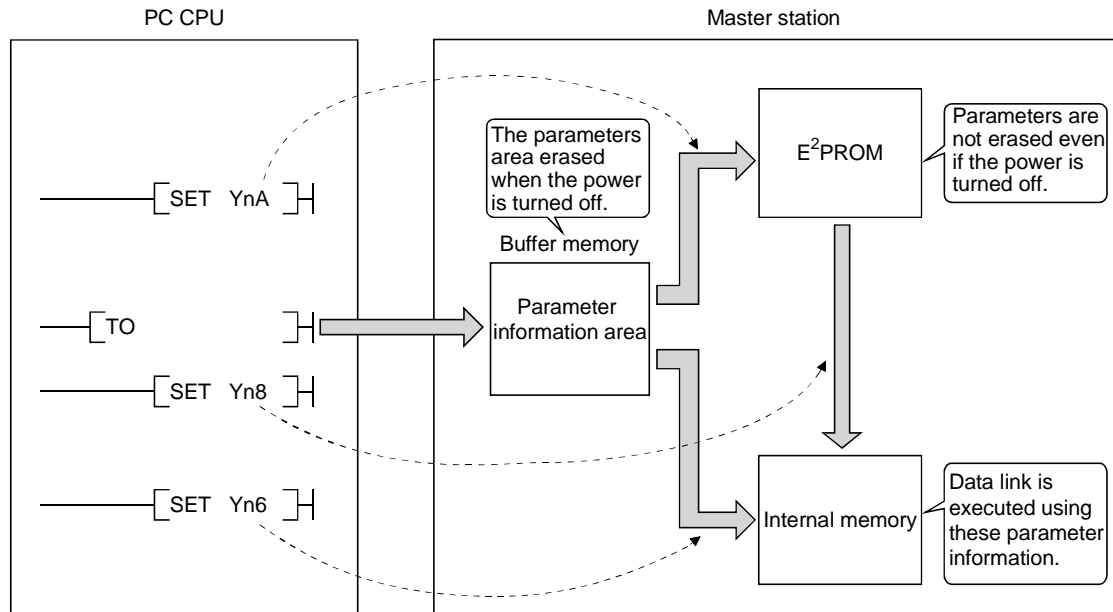 PC CPU
Master station
SET YnA
TO
SET Yn8
SET Yn6
The parameters
area erased
when the power
is turned off.
Buffer memory
Parameter
information area
E²PROM
Parameters are
not erased even
if the power is
turned off.
Internal memory
Data link is
executed using
these parameter
information.